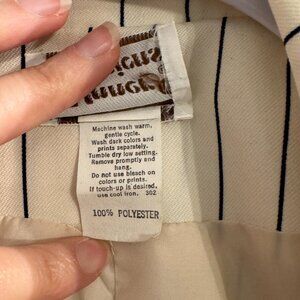 Machine wash warm,
gentle cycle.
Wash dark colors and
prints separately.
Tumble dry low setting.
Remove promptly and
hang.
Do not use bleach on
colors or prints.
If touch-up is desired,
use cool iron. 302
100% POLYESTER